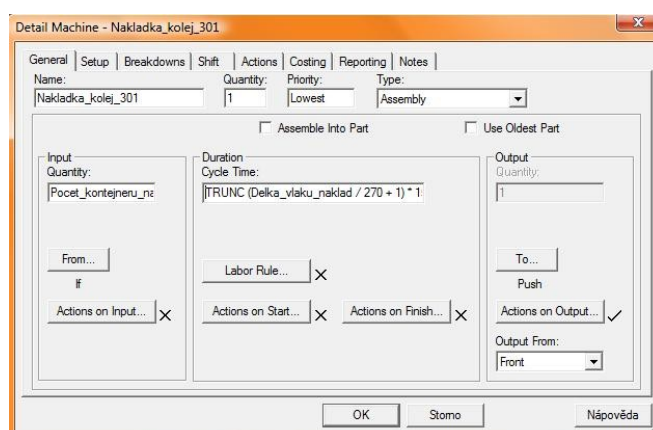 Detail Machine - Nakladka_kolej_301
General Setup Breakdowns Shift Actions Costing Reporting Notes
Name: Quantity: Priority: Type:
Nakladka_kolej_301 1 Lowest Assembly
Assemble Into Part Use Oldest Part
Input Duration Output
Quantity: Cycle Time: Quantity:
Pocet_kontejneru_na TRUNC (Delka_vlaku_naklad / 270 + 1) * 1 1
From... Labor Rule... To...
If Push
Actions on Input... Actions on Start... Actions on Finish... Actions on Output...
Output From:
Front
OK Storno Nápověda